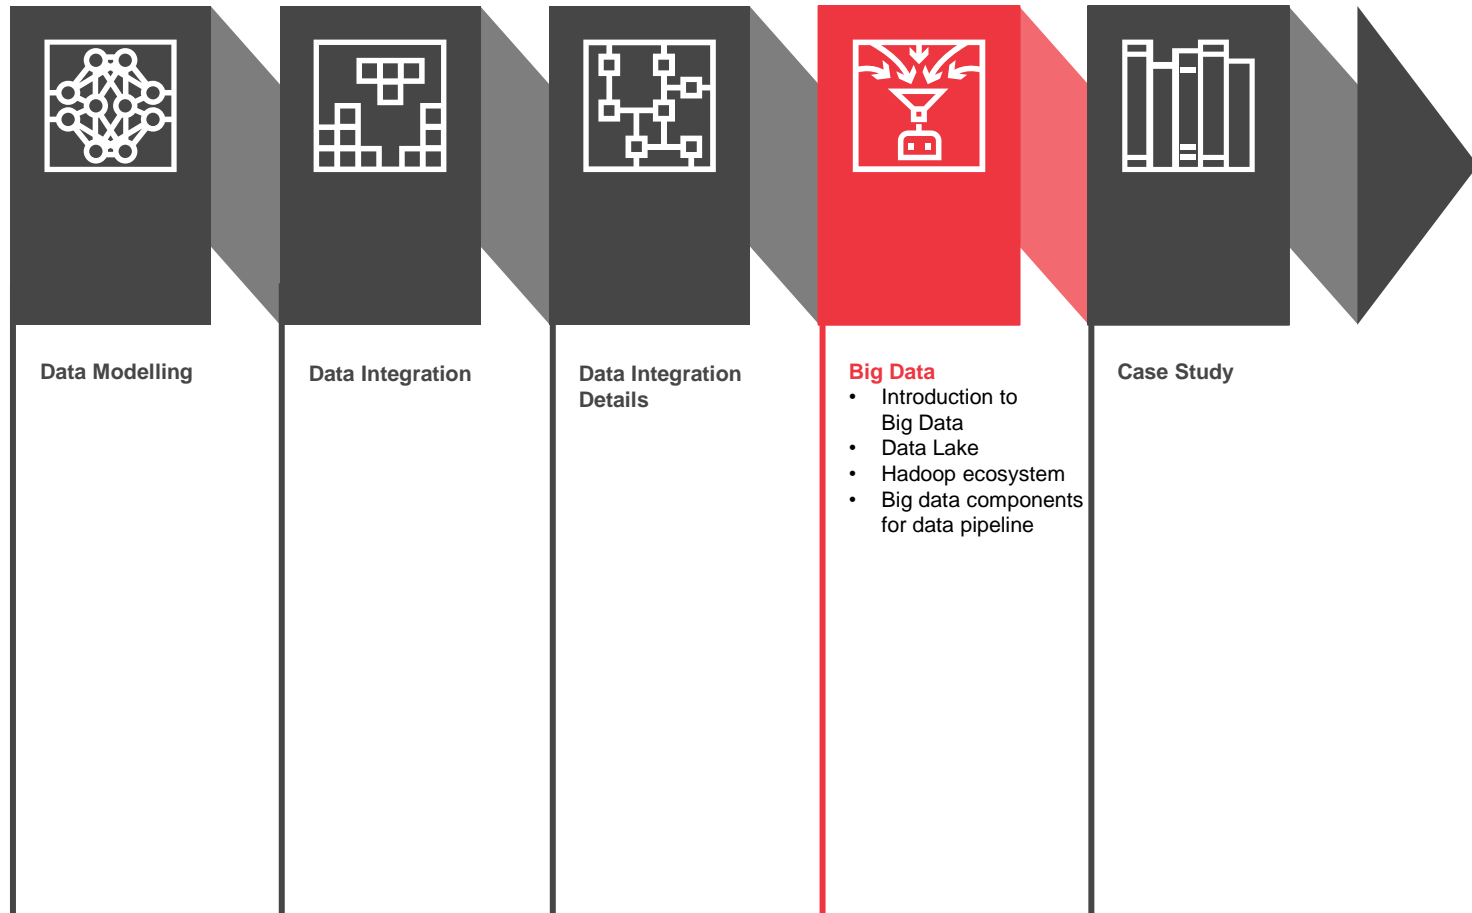 Data Modelling
Data Integration
Data Integration
Details
Big Data
• Introduction to
Big Data
• Data Lake
• Hadoop ecosystem
• Big data components
for data pipeline
Case Study